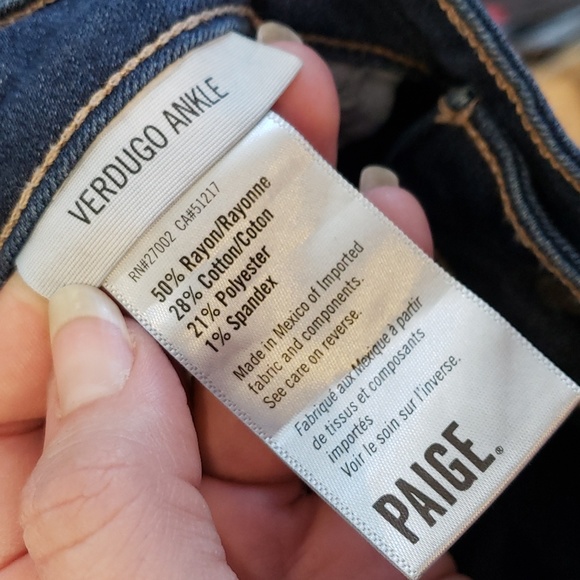 VERDUGO ANKLE
RN#27002 CA#51217
50% Rayon/Rayonne
28% Cotton/Coton
21% Polyester
1% Spandex
Made in Mexico of Imported
fabric and components.
See care on reverse.
Fabriqué aux Mexique à partir
de tissus et composants
importés
Voir le soin sur l'inverse.
PAIGE®